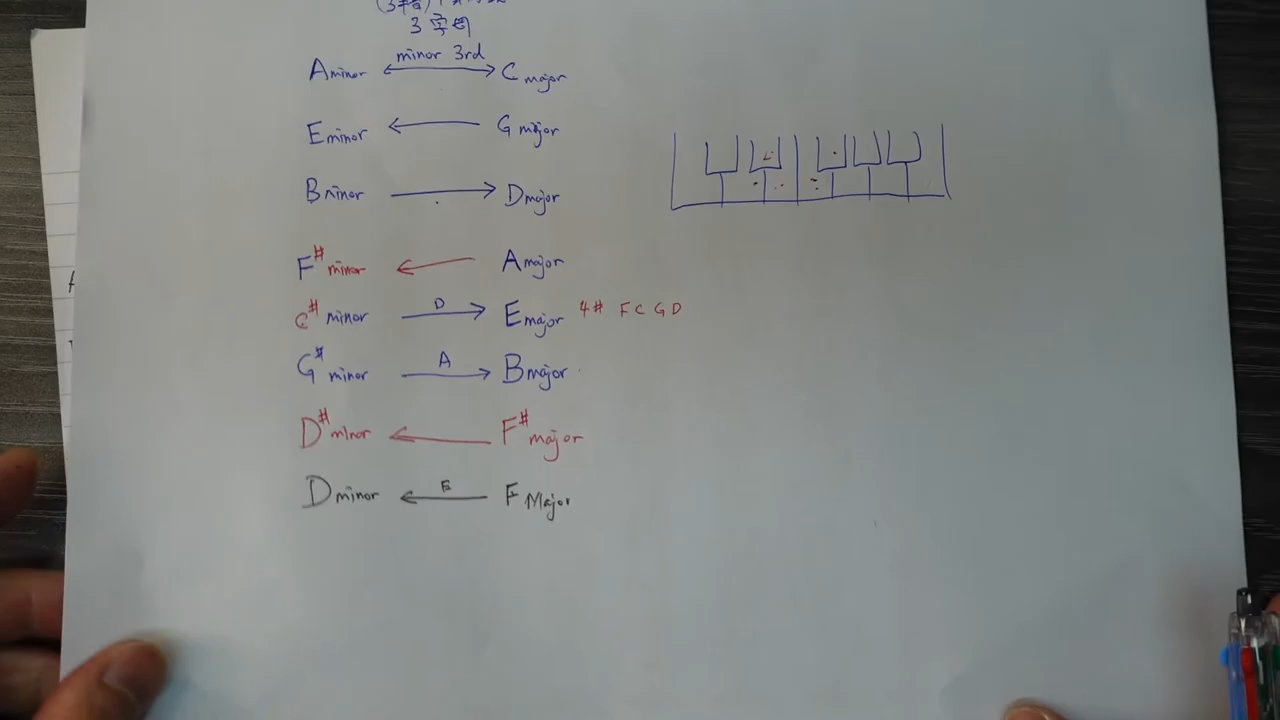 3字母
minor 3rd
A minor C major
E minor G major
B minor D major
F# minor A major
C# minor D E major 4# F C G D
G# minor A B major
D# minor F# major
D minor E F Major